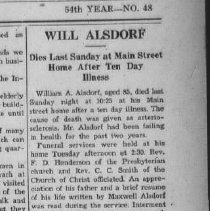 54th YEAR—NO. 48
WILL ALSDORF
Dies Last Sunday at Main Street
Home After Ten Day
Illness
William A. Alsdorf, aged 85, died last
Sunday night at 10:25 at his Main
street home after a ten day illness. The
cause of death was given as arterio-
sclerosis. Mr. Alsdorf had been failing
in health for the past two years.
Funeral services were held at his
home Tuesday afternoon at 2:30. Rev.
F. D. Henderson of the Presbyterian
church and Rev. C. C. Smith of the
Church of Christ officiated. An appre-
ciation of his father and a brief resume
of his life written by Maxwell Alsdorf
was read during the service. Interment